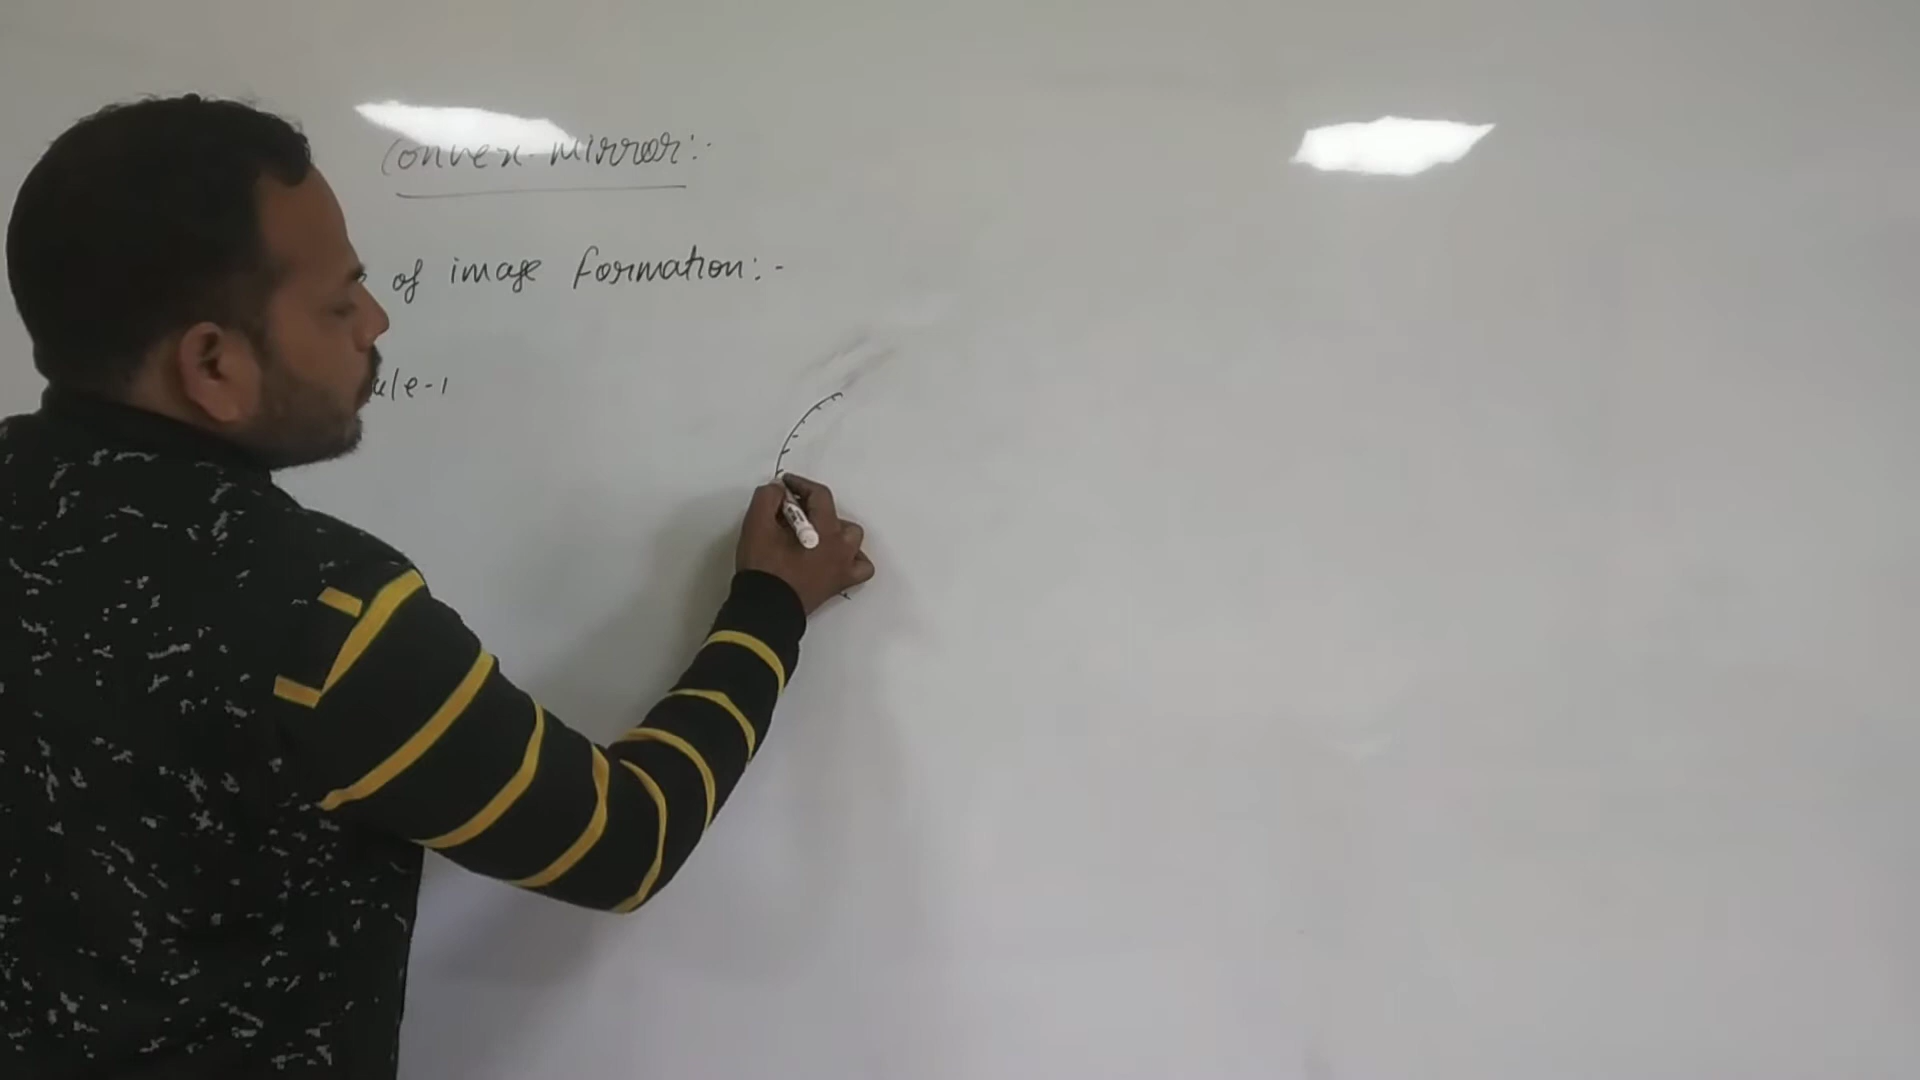 Convex mirror:-
of image formation:-
ule-1